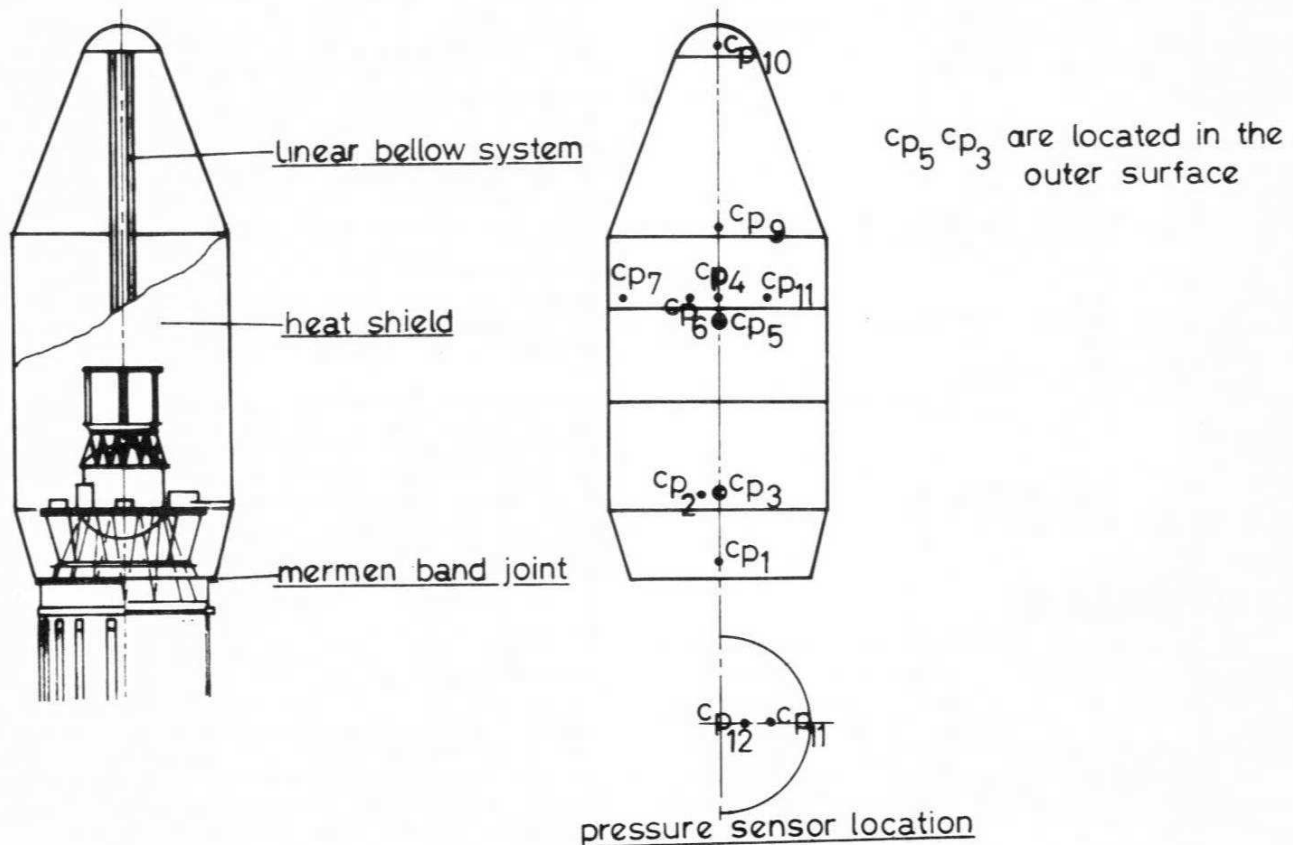 linear bellow system
heat shield
mermen band joint
cp10
cp9
cp7 cp4 cp11
cp6 cp5
cp2 cp3
cp1
cp12 cp11
pressure sensor location
cp5 cp3 are located in the
outer surface